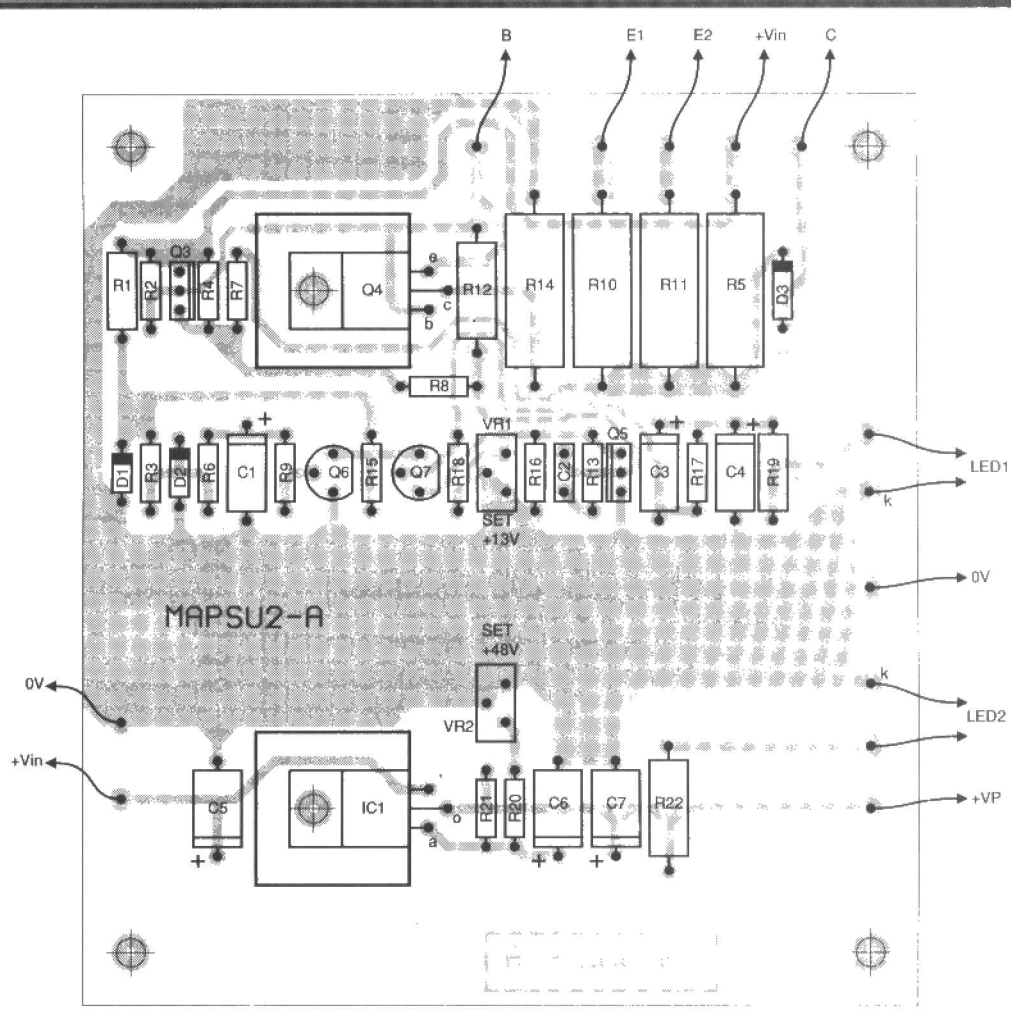 B E1 E2 +Vin C
Q3
R1 R2 R4 R7 Q4 e c b R12 R14 R10 R11 R5 D3
R8
+ VR1 Q5 + +
D1 R3 D2 R6 C1 R9 Q6 R15 Q7 R18 R16 C2 R13 C3 R17 C4 R19 LED1
k
SET
+13V
0V
MAPSU2-A
SET
+48V
k
0V
VR2 LED2
+Vin
C5 IC1 o a R21 R20 C6 C7 R22 +VP
+ + +